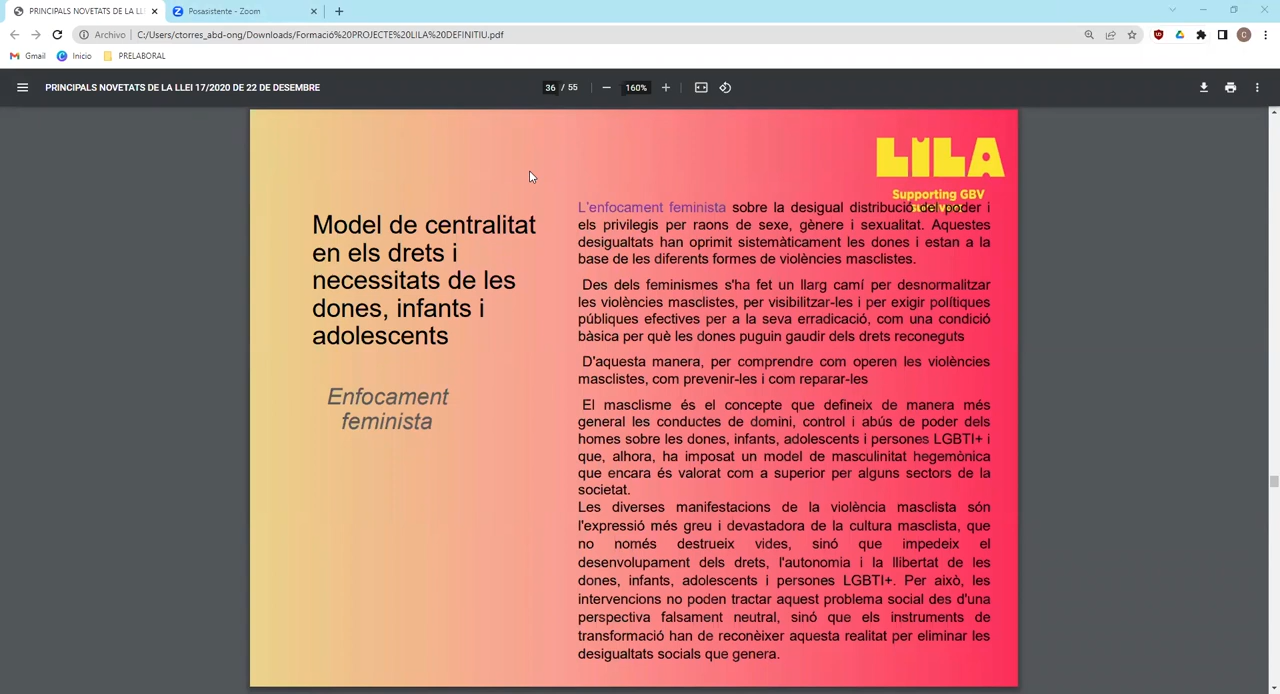 PRINCIPALS NOVETATS DE LA LL
Posasistente - Zoom
Archivo
C:/Users/ctorres_abd-ong/Downloads/Formació%20PROJECTE%20LILA%20DEFINITIU.pdf
C
Gmail
Inicio
PRELABORAL
PRINCIPALS NOVETATS DE LA LLEI 17/2020 DE 22 DE DESEMBRE
36 / 55
160%
LILA
Supporting GBV
Model de centralitat
en els drets i
necessitats de les
dones, infants i
adolescents
Enfocament
feminista
L'enfocament feminista sobre la desigual distribució del poder i
els privilegis per raons de sexe, gènere i sexualitat. Aquestes
desigualtats han oprimit sistemàticament les dones i estan a la
base de les diferents formes de violències masclistes.
Des dels feminismes s'ha fet un llarg camí per desnormalitzar
les violències masclistes, per visibilitzar-les i per exigir polítiques
públiques efectives per a la seva erradicació, com una condició
bàsica per què les dones puguin gaudir dels drets reconeguts
D'aquesta manera, per comprendre com operen les violències
masclistes, com prevenir-les i com reparar-les
El masclisme és el concepte que defineix de manera més
general les conductes de domini, control i abús de poder dels
homes sobre les dones, infants, adolescents i persones LGBTI+ i
que, alhora, ha imposat un model de masculinitat hegemònica
que encara és valorat com a superior per alguns sectors de la
societat.
Les diverses manifestacions de la violència masclista són
l'expressió més greu i devastadora de la cultura masclista, que
no només destrueix vides, sinó que impedeix el
desenvolupament dels drets, l'autonomia i la llibertat de les
dones, infants, adolescents i persones LGBTI+. Per això, les
intervencions no poden tractar aquest problema social des d'una
perspectiva falsament neutral, sinó que els instruments de
transformació han de reconèixer aquesta realitat per eliminar les
desigualtats socials que genera.